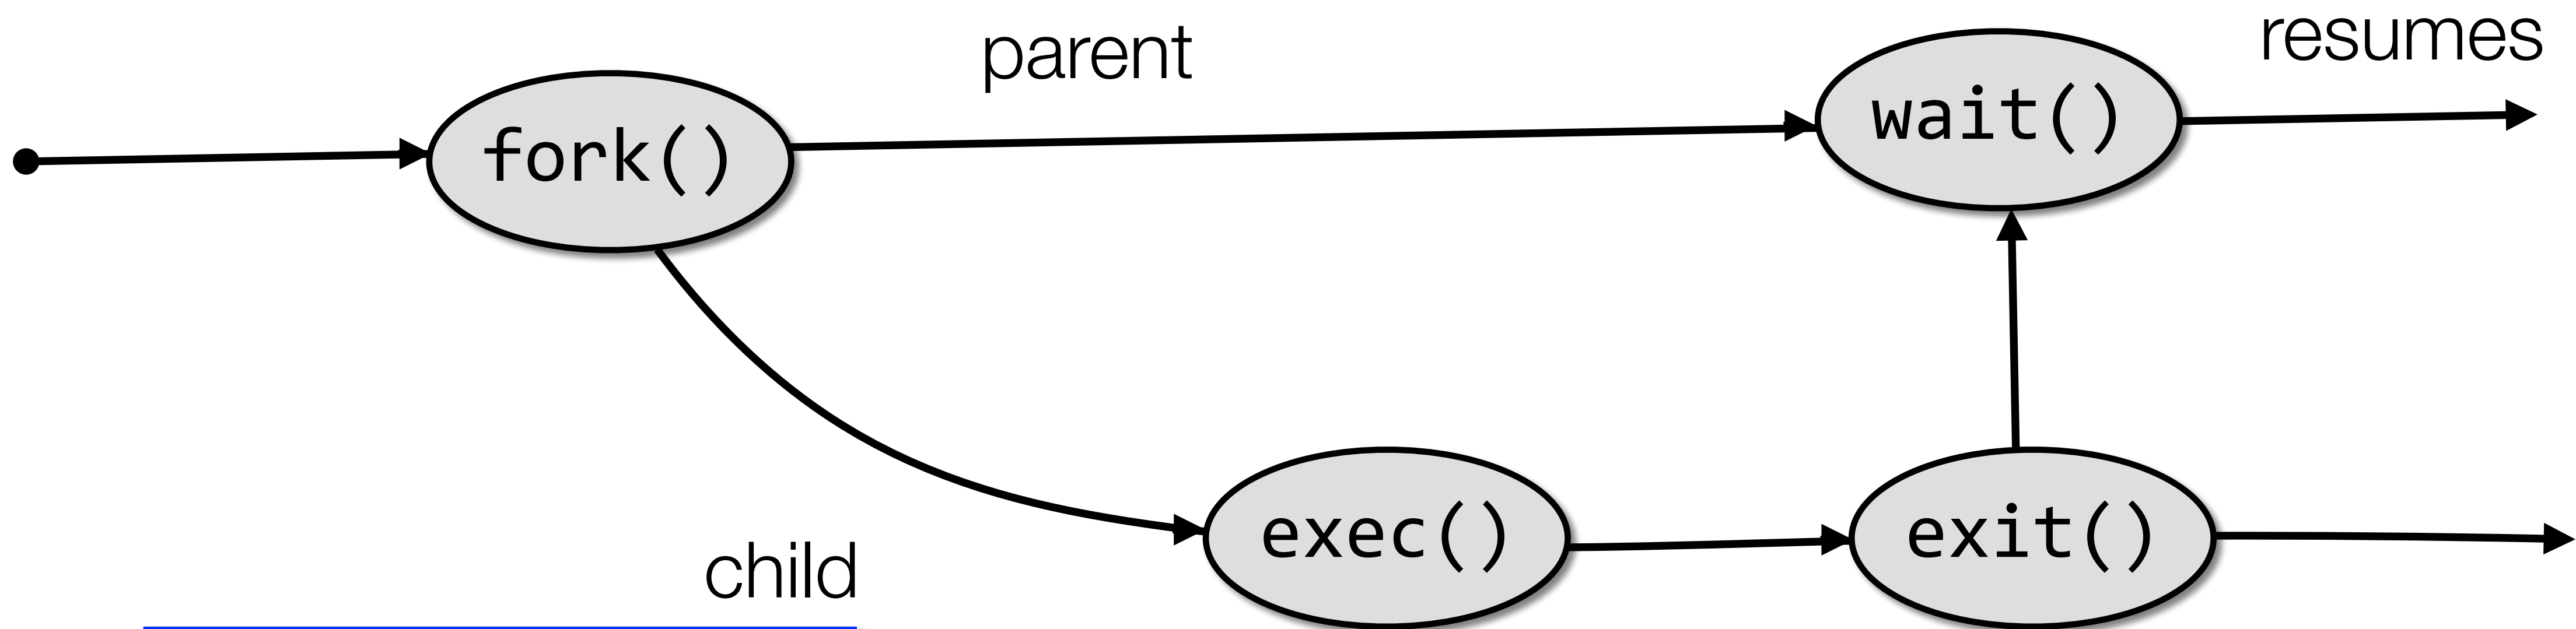 resumes
parent
wait()
fork()
exec()
exit()
child